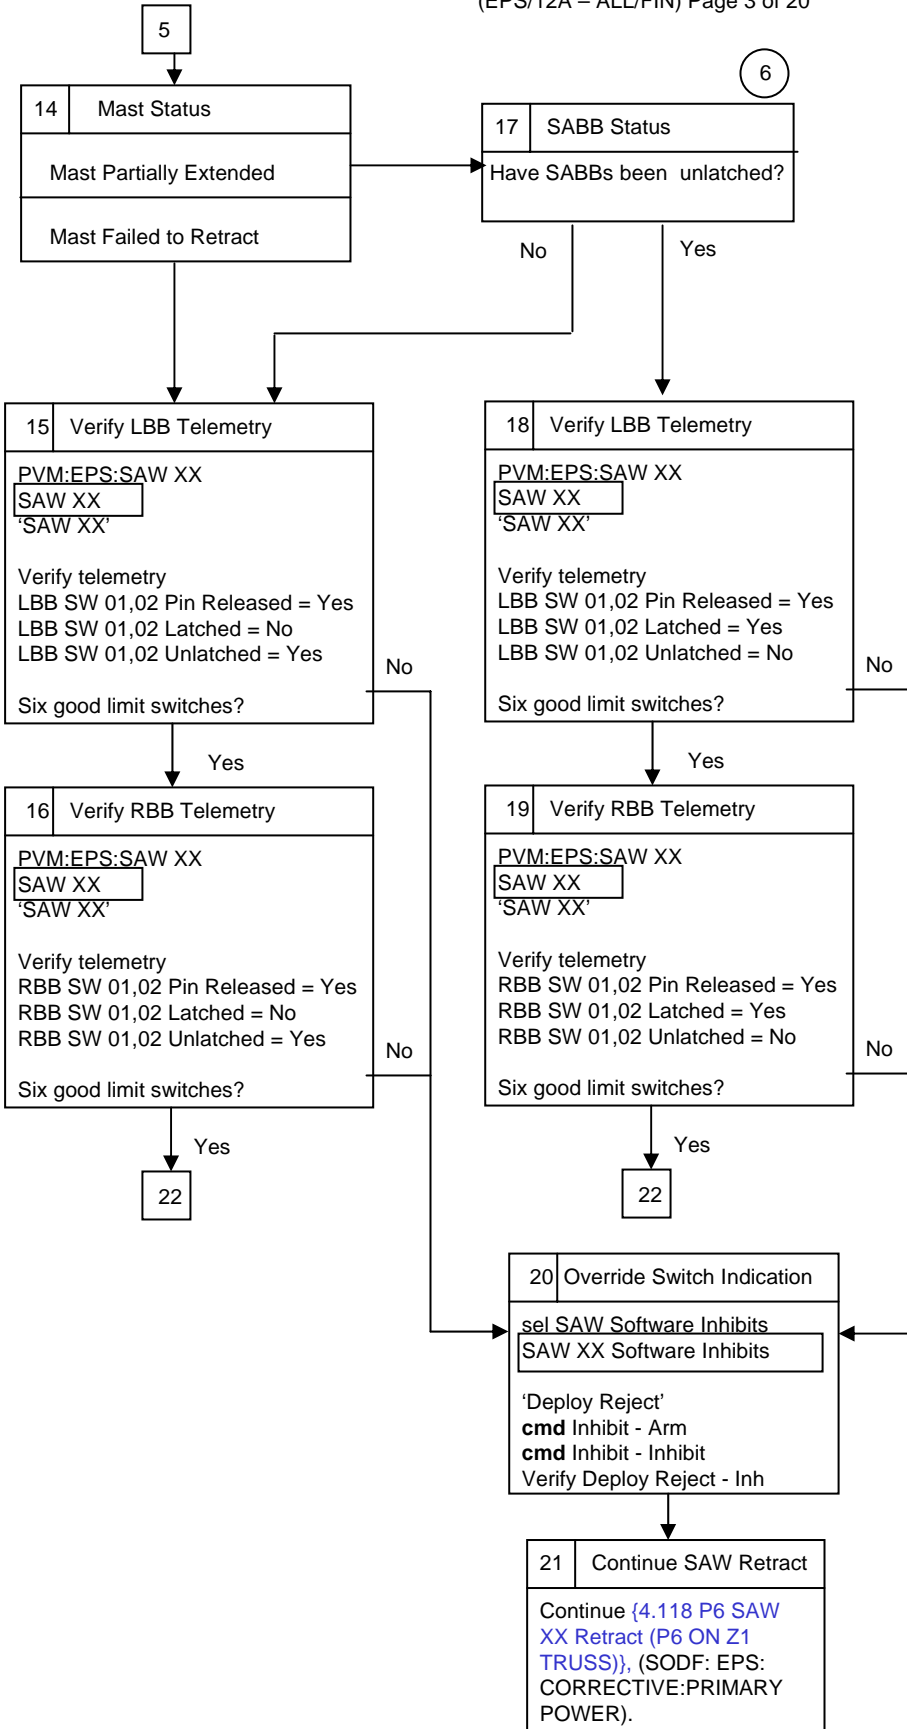 (EPS/12A – ALL/FIN) Page 3 of 20
5
6
14 Mast Status
Mast Partially Extended
Mast Failed to Retract
17 SABB Status
Have SABBs been unlatched?
No
Yes
15 Verify LBB Telemetry
PVM:EPS:SAW XX
SAW XX
‘SAW XX’
Verify telemetry
LBB SW 01,02 Pin Released = Yes
LBB SW 01,02 Latched = No
LBB SW 01,02 Unlatched = Yes
Six good limit switches?
No
Yes
18 Verify LBB Telemetry
PVM:EPS:SAW XX
SAW XX
‘SAW XX’
Verify telemetry
LBB SW 01,02 Pin Released = Yes
LBB SW 01,02 Latched = Yes
LBB SW 01,02 Unlatched = No
Six good limit switches?
No
Yes
16 Verify RBB Telemetry
PVM:EPS:SAW XX
SAW XX
‘SAW XX’
Verify telemetry
RBB SW 01,02 Pin Released = Yes
RBB SW 01,02 Latched = No
RBB SW 01,02 Unlatched = Yes
Six good limit switches?
No
Yes
22
19 Verify RBB Telemetry
PVM:EPS:SAW XX
SAW XX
‘SAW XX’
Verify telemetry
RBB SW 01,02 Pin Released = Yes
RBB SW 01,02 Latched = Yes
RBB SW 01,02 Unlatched = No
Six good limit switches?
No
Yes
22
20 Override Switch Indication
sel SAW Software Inhibits
SAW XX Software Inhibits
‘Deploy Reject’
cmd Inhibit - Arm
cmd Inhibit - Inhibit
Verify Deploy Reject - Inh
21 Continue SAW Retract
Continue {4.118 P6 SAW
XX Retract (P6 ON Z1
TRUSS)}, (SODF: EPS:
CORRECTIVE:PRIMARY
POWER).